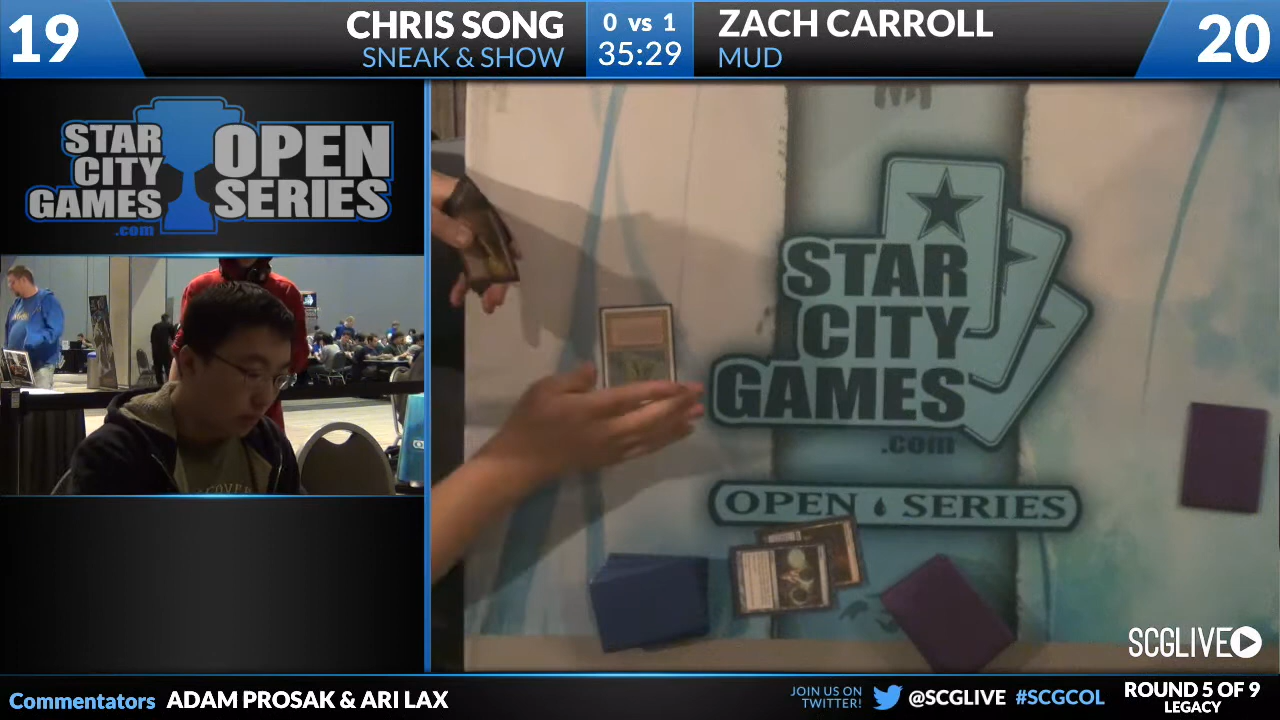 19
CHRIS SONG
SNEAK & SHOW
0 vs 1
35:29
ZACH CARROLL
MUD
20
STAR
CITY
GAMES
.com
OPEN
SERIES
STAR
CITY
GAMES
.com
OPEN SERIES
SCGLIVE
Commentators ADAM PROSAK & ARI LAX
JOIN US ON
TWITTER!
@SCGLIVE #SCGCOL
ROUND 5 OF 9
LEGACY